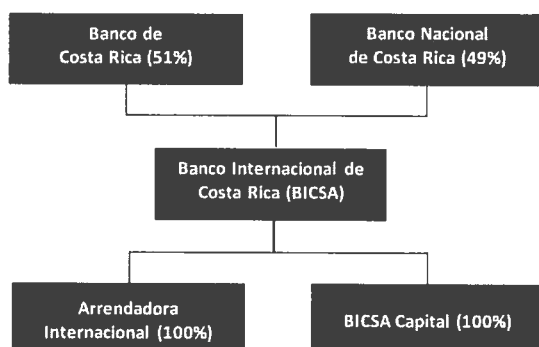 Banco de
Costa Rica (51%)
Banco Nacional
de Costa Rica (49%)
Banco Internacional de
Costa Rica (BICSA)
Arrendadora
Internacional (100%)
BICSA Capital (100%)